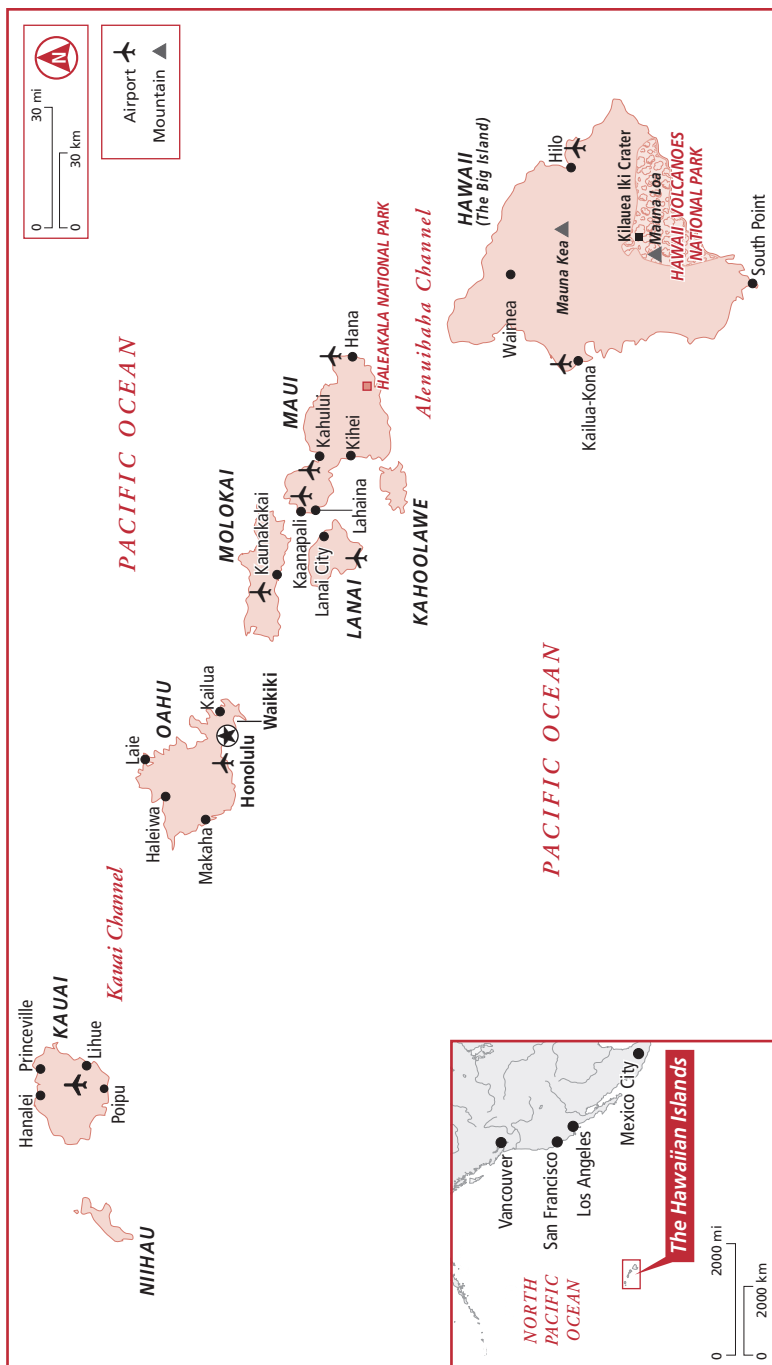 Hanalei
Princeville
KAUAI
Lihue
Poipu
NIIHAU
Kauai Channel
Laie
Haleiwa
OAHU
Kailua
Makaha
Waikiki
Honolulu
PACIFIC OCEAN
MOLOKAI
Kaunakakai
MAUI
Kaanapali
Kahului
Lanai City
Lahaina
Kihei
Hana
LANAI
HALEAKALA NATIONAL PARK
KAHOOLAWE
Alenuihaha Channel
HAWAII
(The Big Island)
Hilo
Waimea
Mauna Kea
Kailua-Kona
Kilauea Iki Crater
Mauna Loa
HAWAII VOLCANOES
NATIONAL PARK
South Point
PACIFIC OCEAN
0
30 mi
0
30 km
N
Airport
Mountain
Vancouver
San Francisco
Los Angeles
Mexico City
NORTH
PACIFIC
OCEAN
The Hawaiian Islands
0
2000 mi
0
2000 km